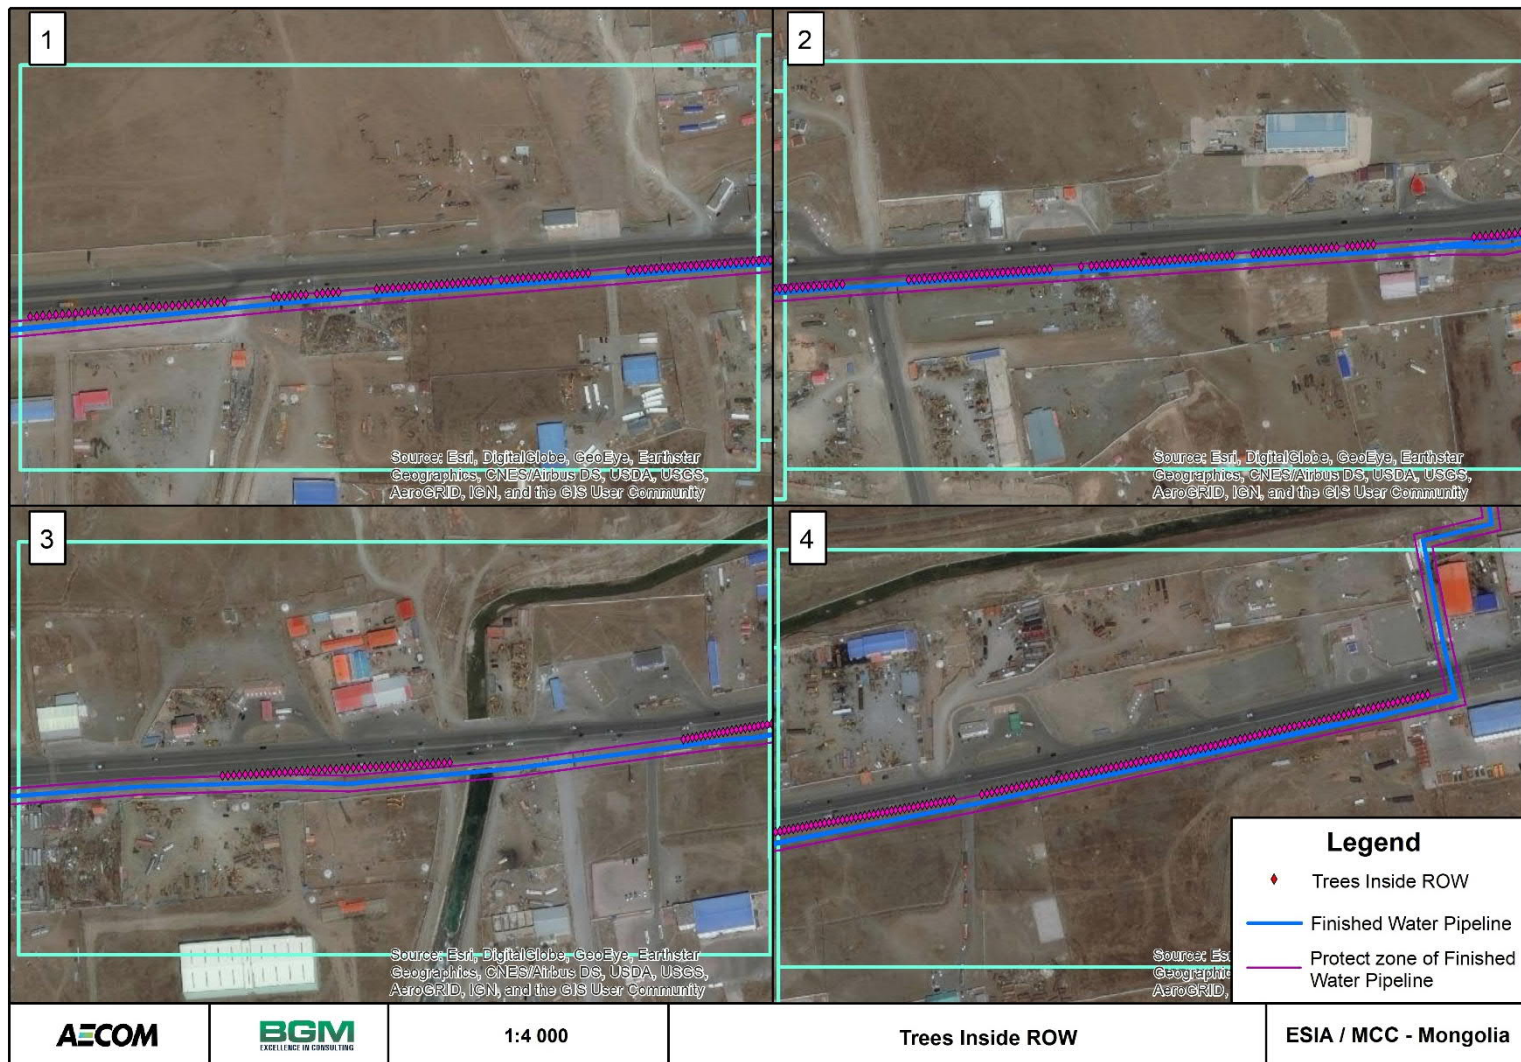 1
2
Source: Esri, DigitalGlobe, GeoEye, Earthstar
Geographics, CNES/Airbus DS, USDA, USGS,
AeroGRID, IGN, and the GIS User Community
Source: Esri, DigitalGlobe, GeoEye, Earthstar
Geographics, CNES/Airbus DS, USDA, USGS,
AeroGRID, IGN, and the GIS User Community
3
4
Source: Esri, DigitalGlobe, GeoEye, Earthstar
Geographics, CNES/Airbus DS, USDA, USGS,
AeroGRID, IGN, and the GIS User Community
Source: Es
Geographi
AeroGRID,
Legend
Trees Inside ROW
Finished Water Pipeline
Protect zone of Finished
Water Pipeline
AECOM
BGM
EXCELLENCE IN CONSULTING
1:4 000
Trees Inside ROW
ESIA / MCC - Mongolia